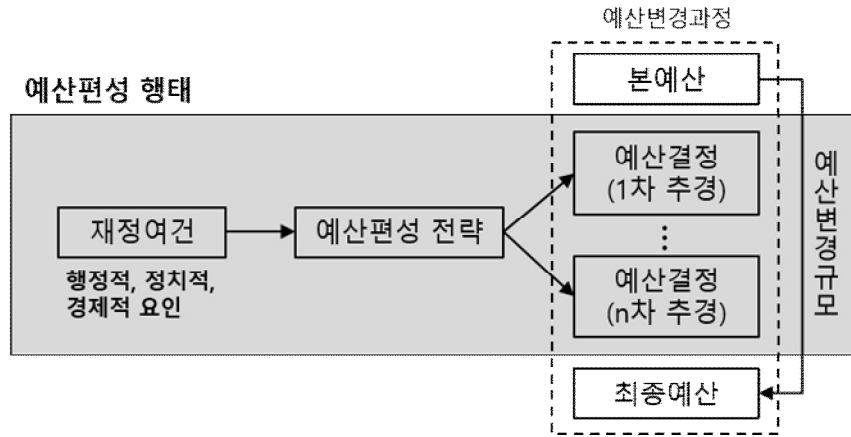 예산변경과정
본예산
예산편성 행태
예산결정
(1차 추경)
재정여건
예산편성 전략
⋮
행정적, 정치적,
경제적 요인
예산결정
(n차 추경)
예산변경규모
최종예산